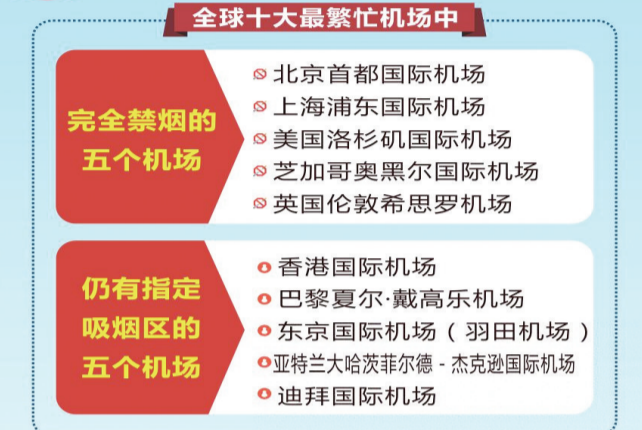 全球十大最繁忙机场中
完全禁烟的
五个机场
北京首都国际机场
上海浦东国际机场
美国洛杉矶国际机场
芝加哥奥黑尔国际机场
英国伦敦希思罗机场
仍有指定
吸烟区的
五个机场
香港国际机场
巴黎夏尔·戴高乐机场
东京国际机场（羽田机场）
亚特兰大哈茨菲尔德-杰克逊国际机场
迪拜国际机场